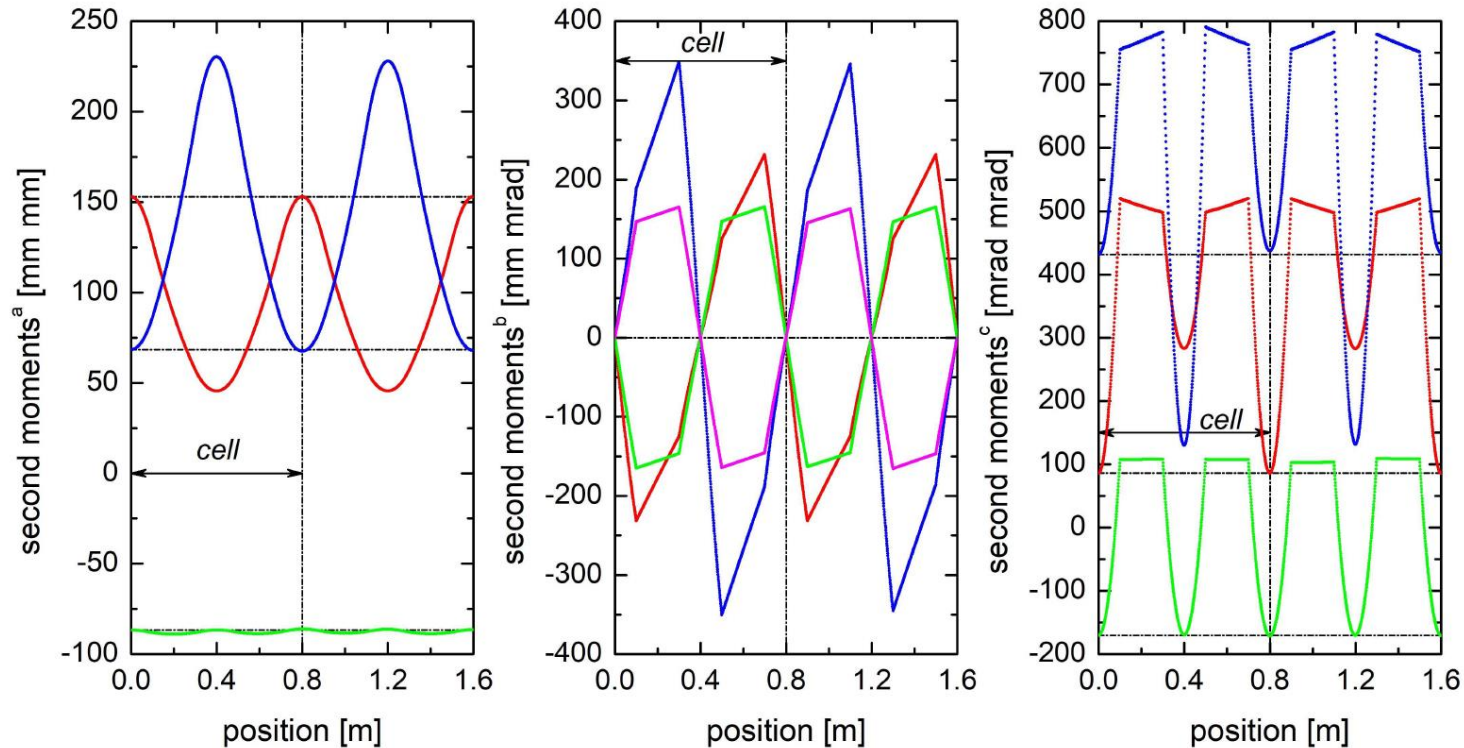 second moments^a [mm mm]
250
200
150
100
50
0
-50
-100
cell
0.0 0.4 0.8 1.2 1.6
position [m]
second moments^b [mm mrad]
400
300
200
100
0
-100
-200
-300
-400
cell
0.0 0.4 0.8 1.2 1.6
position [m]
second moments^c [mrad mrad]
800
700
600
500
400
300
200
100
0
-100
-200
cell
0.0 0.4 0.8 1.2 1.6
position [m]